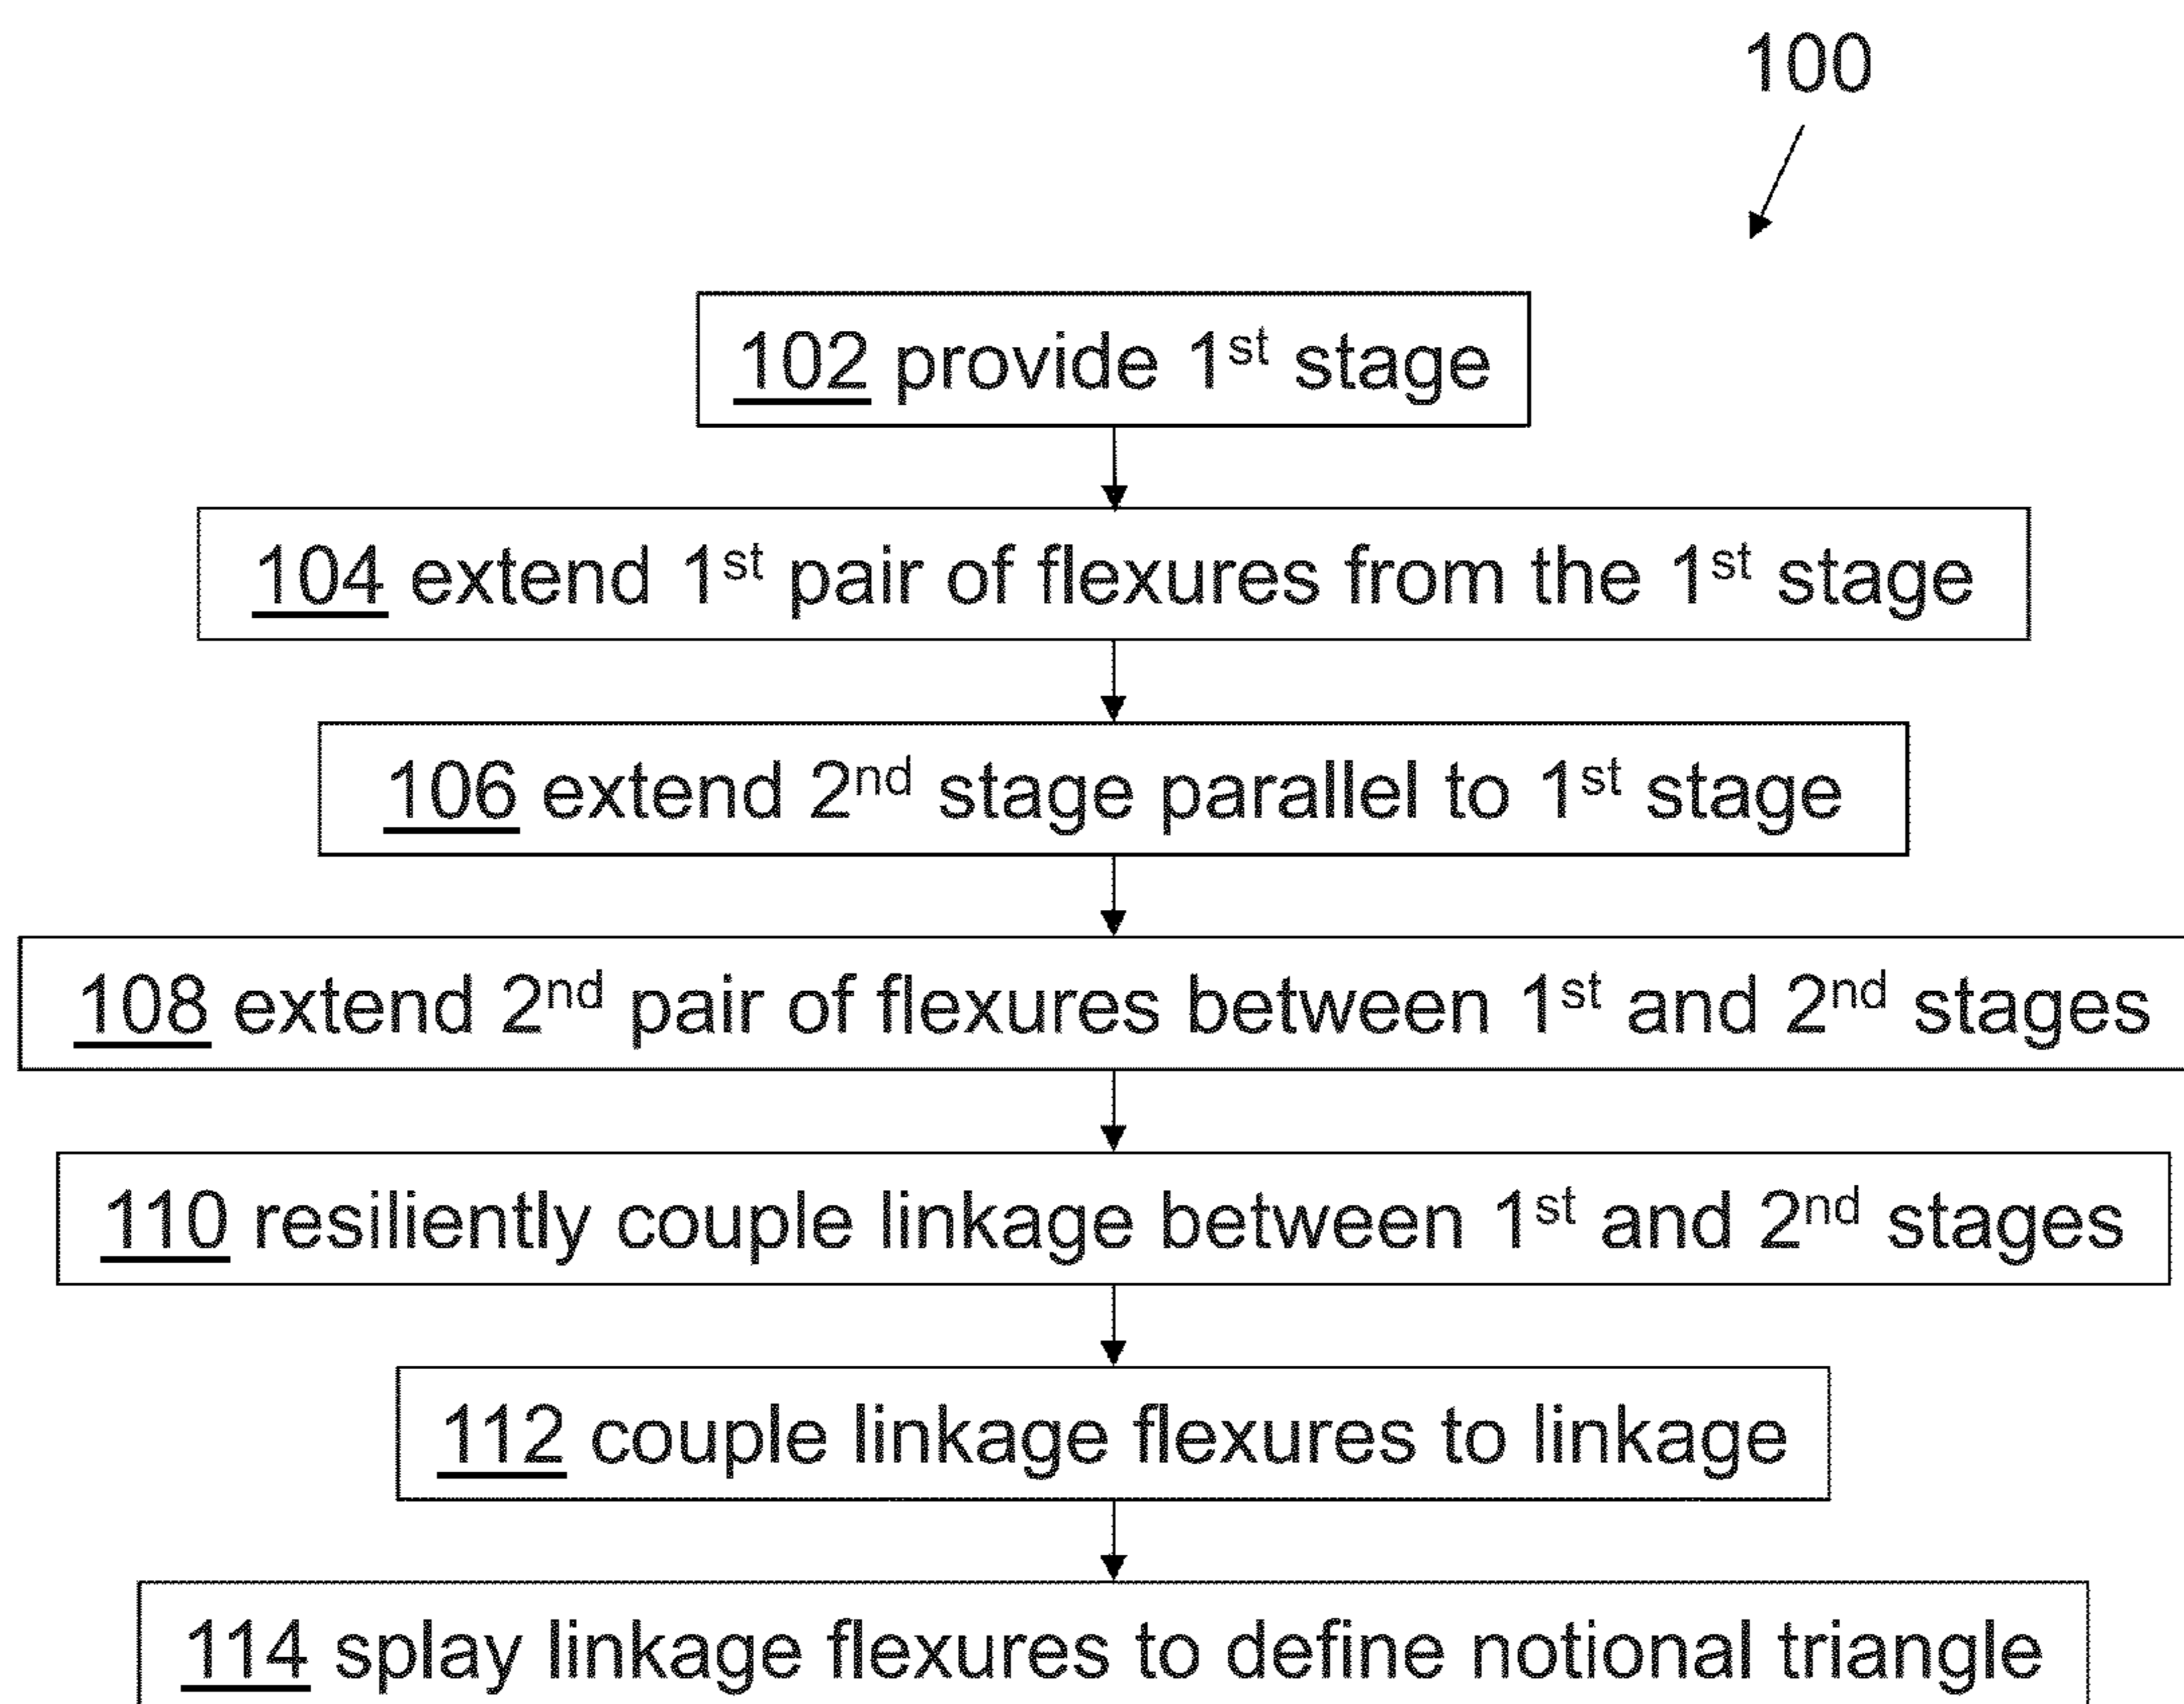 100
102 provide 1st stage
104 extend 1st pair of flexures from the 1st stage
106 extend 2nd stage parallel to 1st stage
108 extend 2nd pair of flexures between 1st and 2nd stages
110 resiliently couple linkage between 1st and 2nd stages
112 couple linkage flexures to linkage
114 splay linkage flexures to define notional triangle